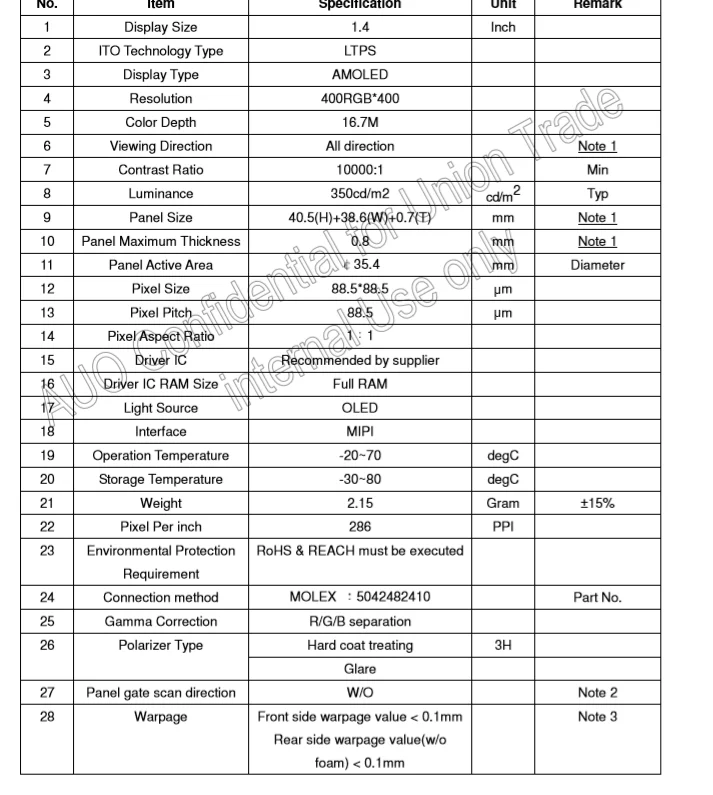 No. Item Specification Unit Remark
1 Display Size 1.4 Inch
2 ITO Technology Type LTPS
3 Display Type AMOLED
4 Resolution 400RGB*400
5 Color Depth 16.7M
6 Viewing Direction All direction Note 1
7 Contrast Ratio 10000:1 Min
8 Luminance 350cd/m2 cd/m² Typ
9 Panel Size 40.5(H)+38.6(W)+0.7(T) mm Note 1
10 Panel Maximum Thickness 0.8 mm Note 1
11 Panel Active Area ¢ 35.4 mm Diameter
12 Pixel Size 88.5*88.5 μm
13 Pixel Pitch 88.5 μm
14 Pixel Aspect Ratio 1：1
15 Driver IC Recommended by supplier
16 Driver IC RAM Size Full RAM
17 Light Source OLED
18 Interface MIPI
19 Operation Temperature -20~70 degC
20 Storage Temperature -30~80 degC
21 Weight 2.15 Gram ±15%
22 Pixel Per inch 286 PPI
23 Environmental Protection RoHS & REACH must be executed
Requirement
24 Connection method MOLEX ：5042482410 Part No.
25 Gamma Correction R/G/B separation
26 Polarizer Type Hard coat treating 3H
Glare
27 Panel gate scan direction W/O Note 2
28 Warpage Front side warpage value < 0.1mm Note 3
Rear side warpage value(w/o
foam) < 0.1mm
AUO Confidential for Union Trade
internal Use only